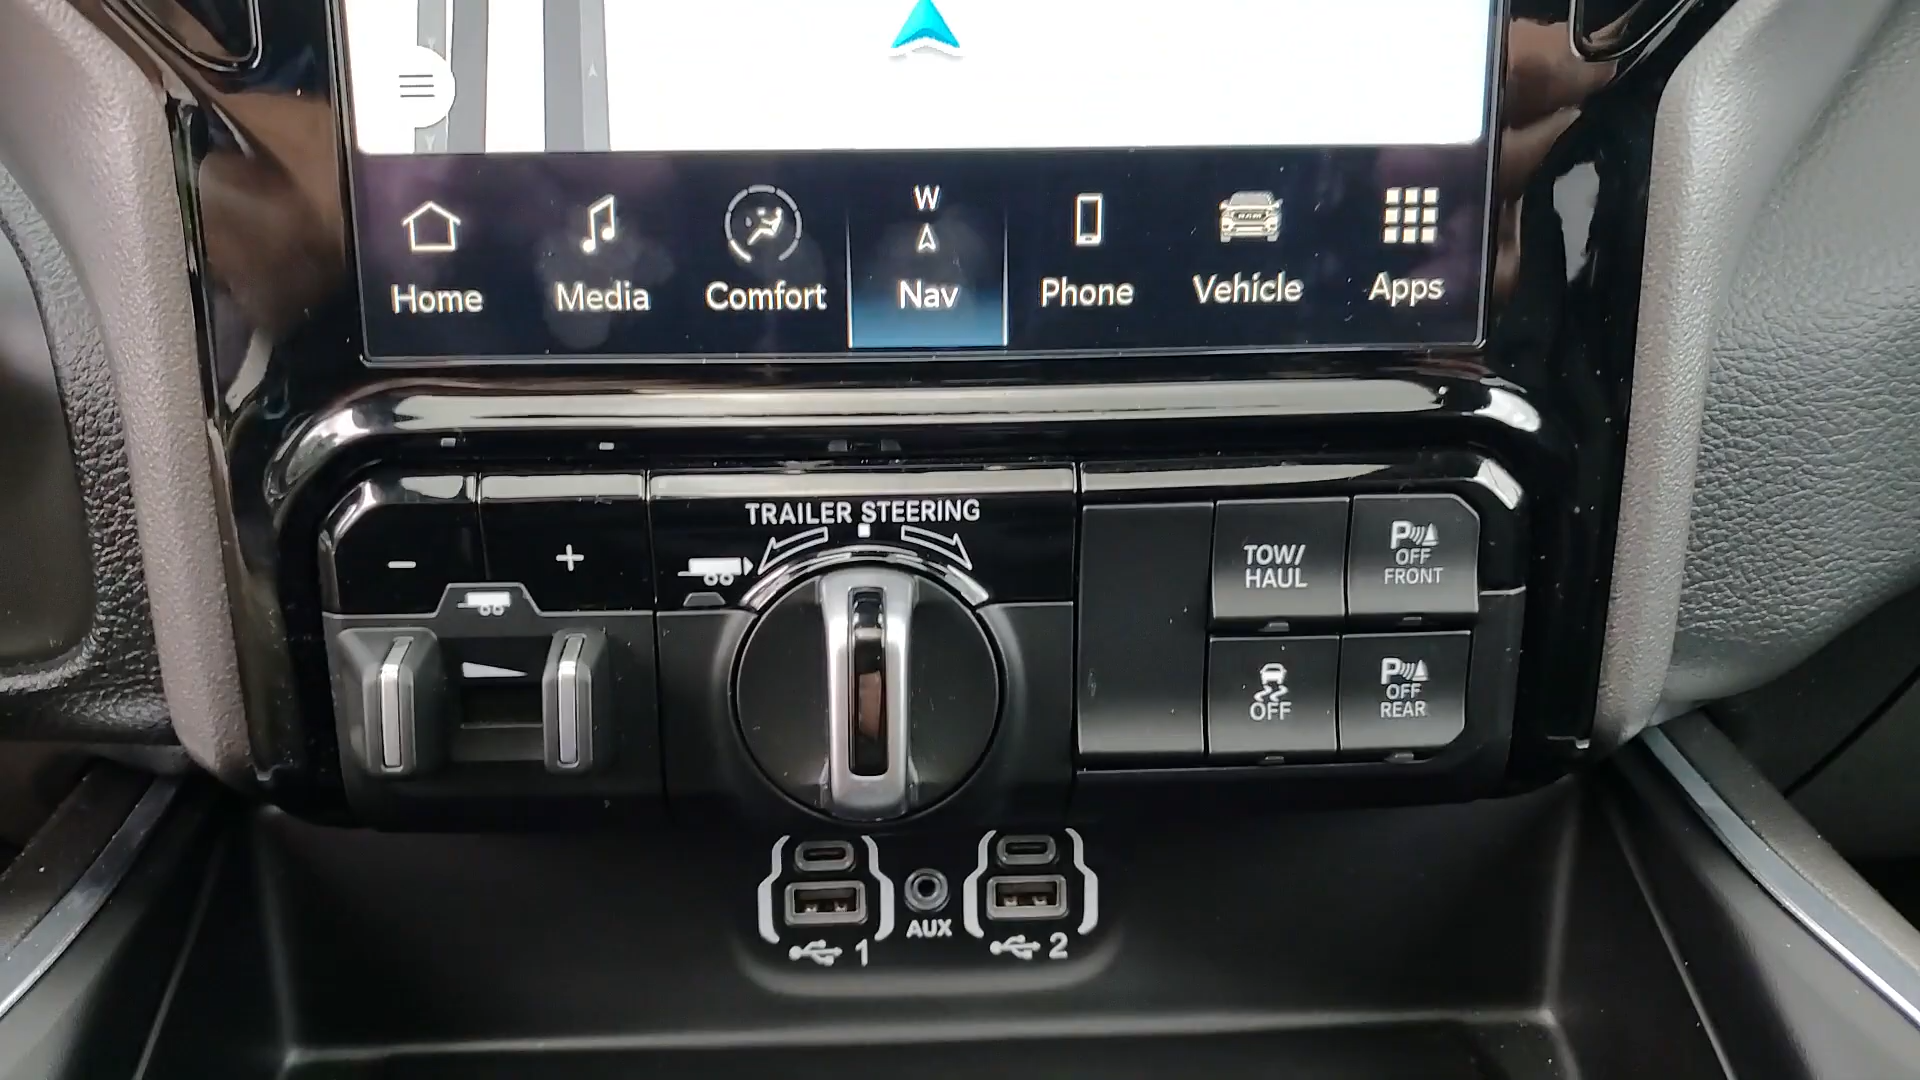 W
Home
Media
Comfort
Nav
Phone
Vehicle
Apps
TRAILER STEERING
- +
TOW/
HAUL
P
OFF
FRONT
OFF
P
OFF
REAR
1
AUX
2